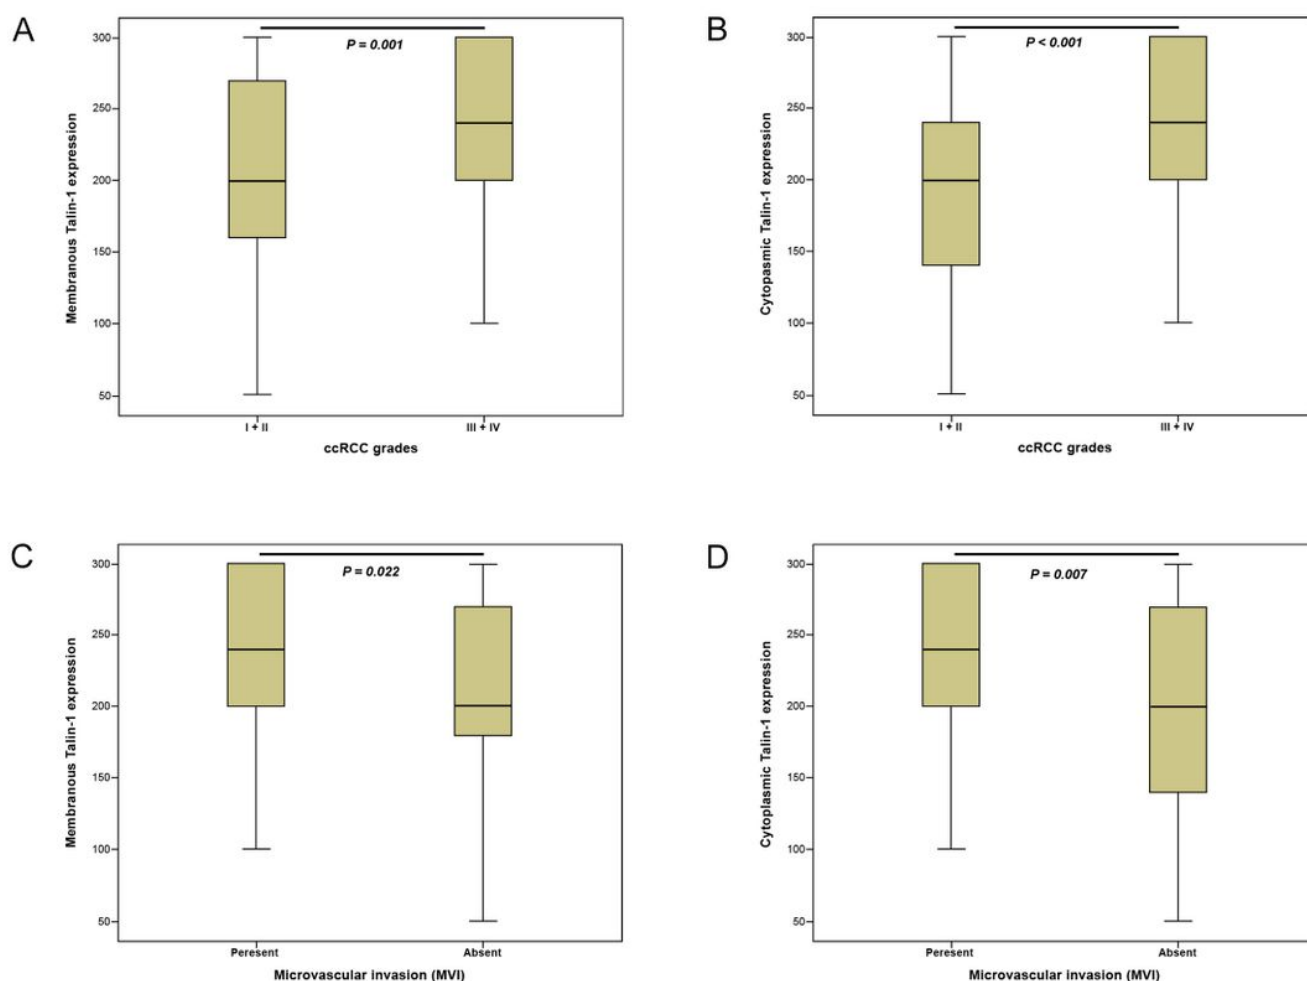 A
P = 0.001
Membranous Talin-1 expression
300
250
200
150
100
50
I + II
III + IV
ccRCC grades
B
P < 0.001
Cytopasmic Talin-1 expression
300
250
200
150
100
50
I + II
III + IV
ccRCC grades
C
P = 0.022
Membranous Talin-1 expression
300
250
200
150
100
50
Peresent
Absent
Microvascular invasion (MVI)
D
P = 0.007
Cytoplasmic Talin-1 expression
300
250
200
150
100
50
Peresent
Absent
Microvascular invasion (MVI)